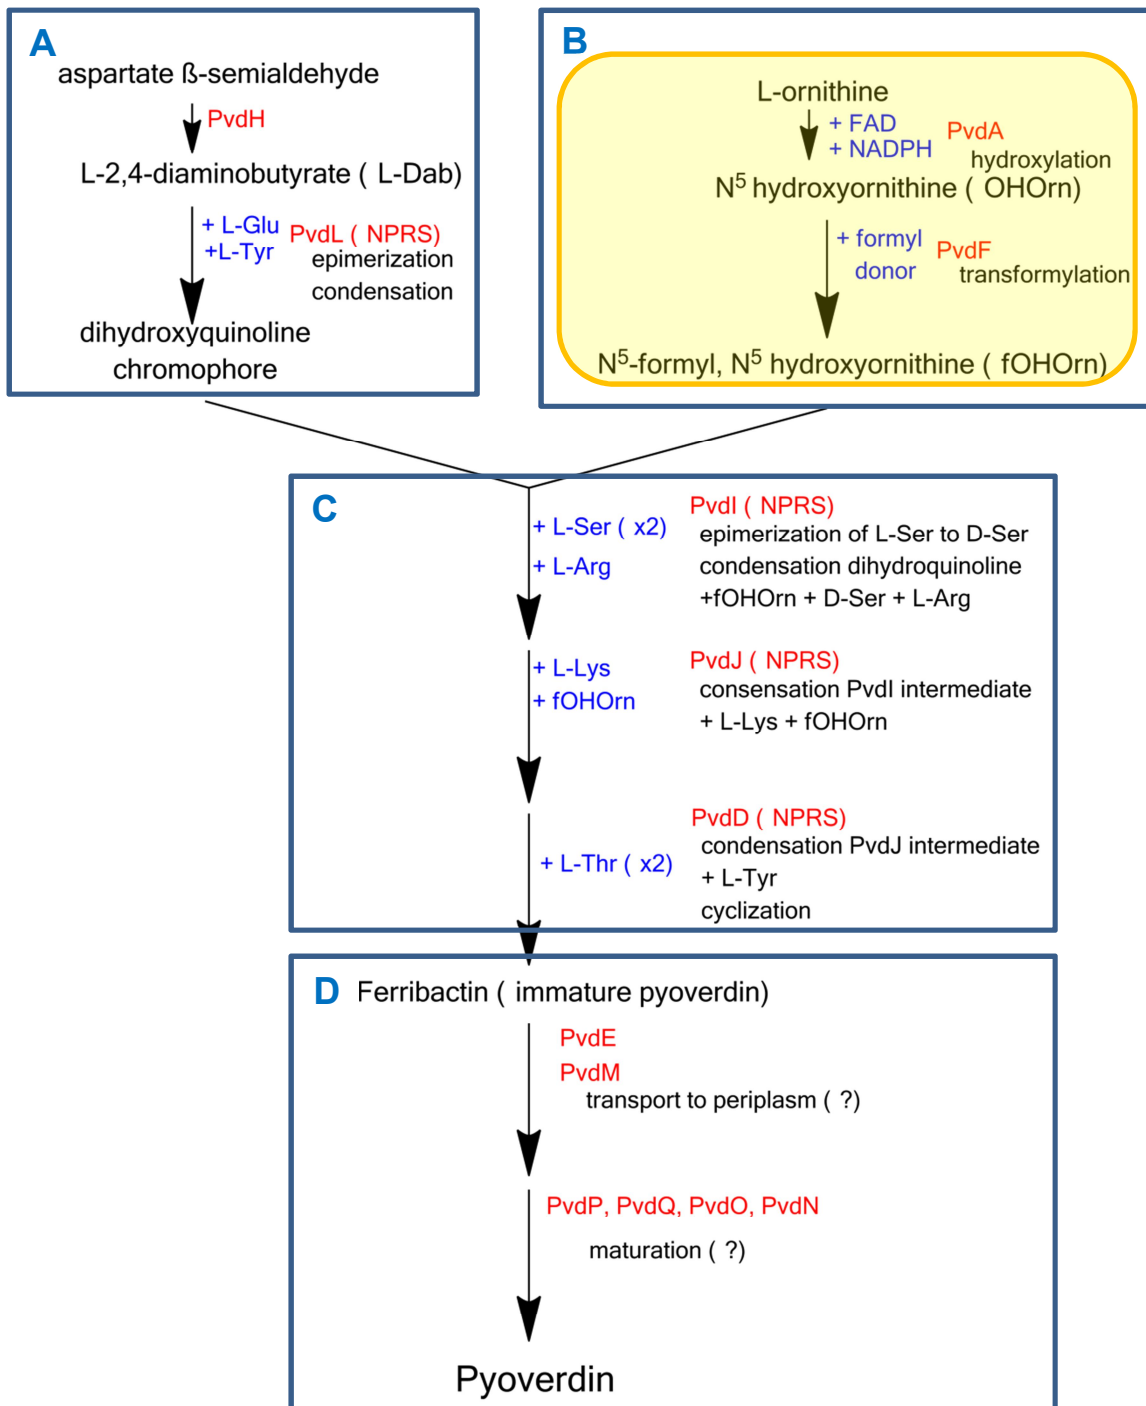 A
aspartate ß-semialdehyde
PvdH
L-2,4-diaminobutyrate ( L-Dab)
+ L-Glu
+L-Tyr
PvdL ( NPRS)
epimerization
condensation
dihydroxyquinoline
chromophore
B
L-ornithine
+ FAD
+ NADPH
PvdA
hydroxylation
N⁵ hydroxyornithine ( OHOrn)
+ formyl
donor
PvdF
transformylation
N⁵-formyl, N⁵ hydroxyornithine ( fOHOrn)
C
+ L-Ser ( x2)
+ L-Arg
PvdI ( NPRS)
epimerization of L-Ser to D-Ser
condensation dihydroquinoline
+fOHOrn + D-Ser + L-Arg
+ L-Lys
+ fOHOrn
PvdJ ( NPRS)
consensation PvdI intermediate
+ L-Lys + fOHOrn
+ L-Thr ( x2)
PvdD ( NPRS)
condensation PvdJ intermediate
+ L-Tyr
cyclization
D
Ferribactin ( immature pyoverdin)
PvdE
PvdM
transport to periplasm ( ?)
PvdP, PvdQ, PvdO, PvdN
maturation ( ?)
Pyoverdin